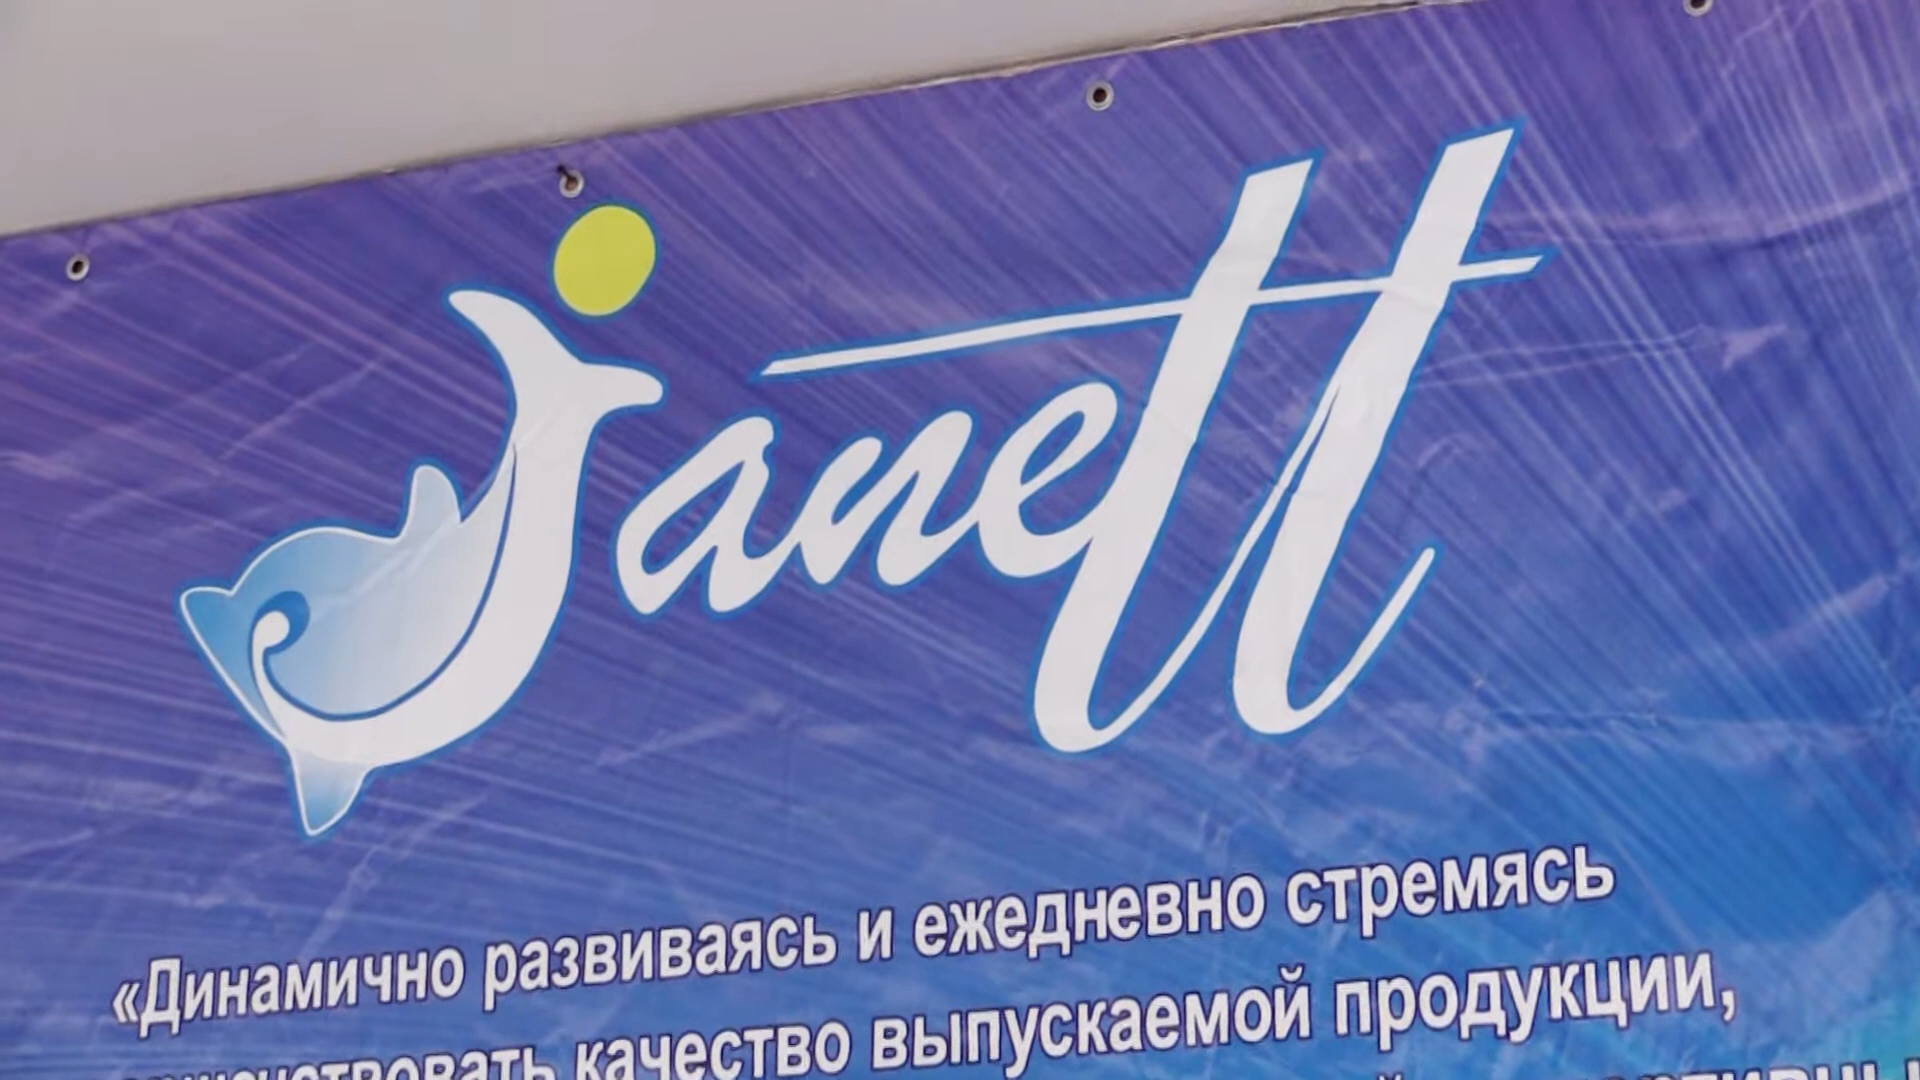 Janett
«Динамично развиваясь и ежедневно стремясь
качество выпускаемой продукции,